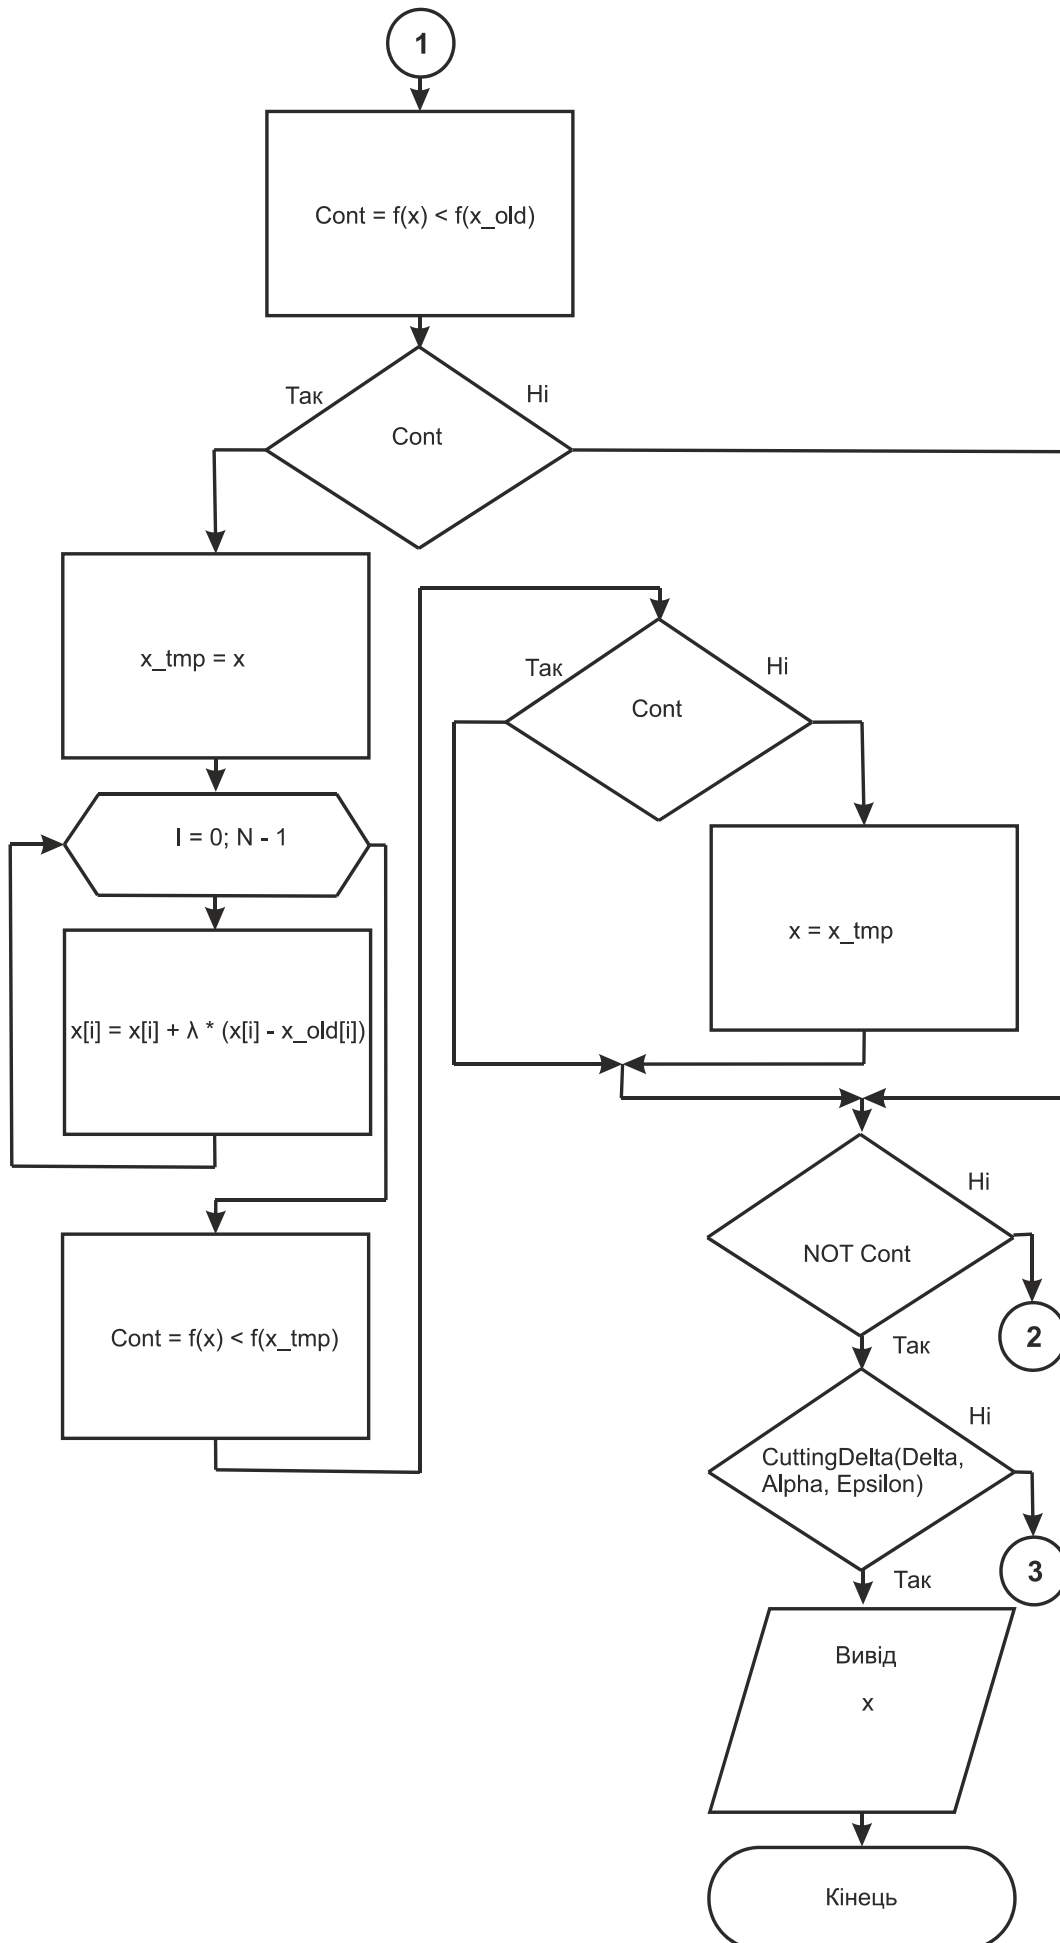 1
Cont = f(x) < f(x_old)
Так
Ні
Cont
x_tmp = x
I = 0; N - 1
x[i] = x[i] + λ * (x[i] - x_old[i])
Cont = f(x) < f(x_tmp)
Так
Ні
Cont
x = x_tmp
Ні
NOT Cont
2
Так
Ні
CuttingDelta(Delta,
Alpha, Epsilon)
3
Так
Вивід
x
Кінець